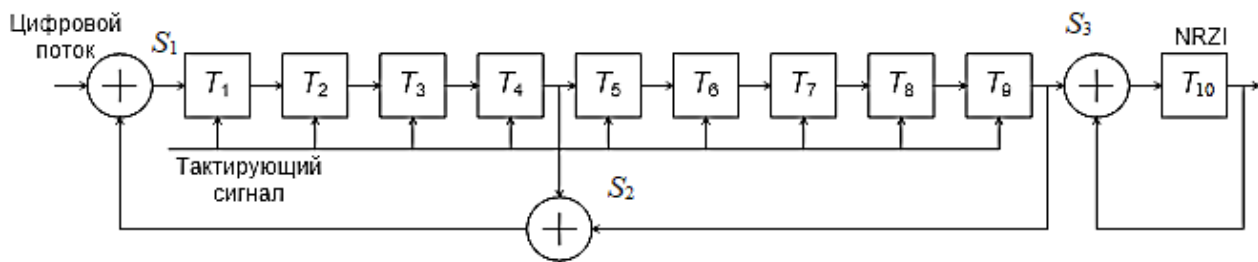 Цифровой
поток
S1
S3
NRZI
T1
T2
T3
T4
T5
T6
T7
T8
T9
T10
Тактирующий
сигнал
S2